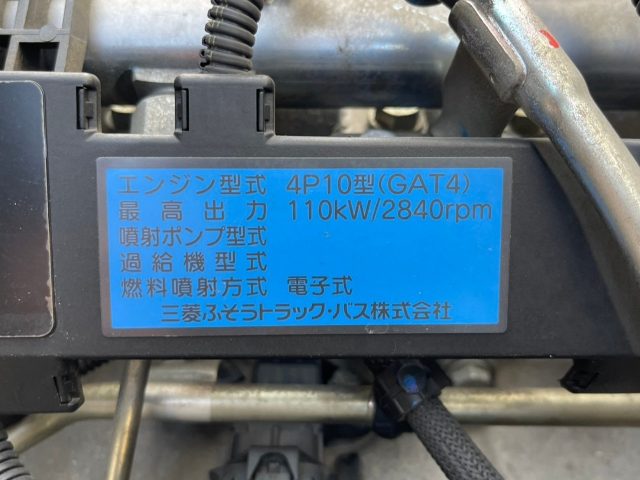 エンジン型式 4P10型(GAT4)
最高出力 110kW/2840rpm
噴射ポンプ型式
過給機型式
燃料噴射方式 電子式
三菱ふそうトラック・バス株式会社